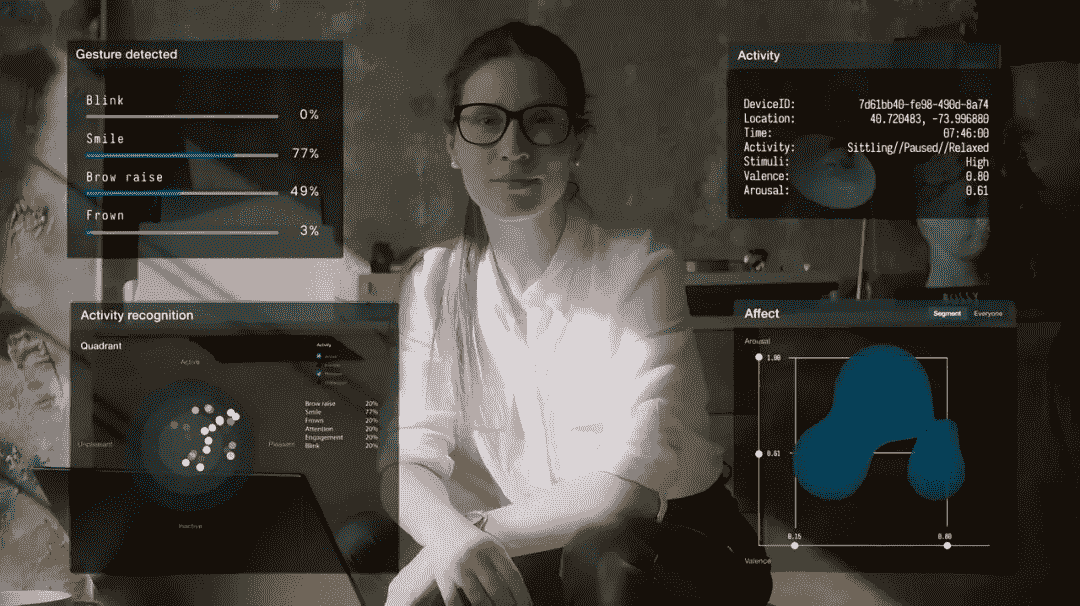 Gesture detected
Blink
0%
Smile
77%
Brow raise
49%
Frown
3%
Activity
DeviceID: 7d61bb40-fe98-490d-8a74
Location: 40.720483, -73.996880
Time: 07:46:00
Activity: Sittling//Paused//Relaxed
Stimuli: High
Valence: 0.80
Arousal: 0.61
Activity recognition
Quadrant
Activity
Active
Unpleasant
Pleasant
Inactive
Brow raise 20%
Smile 77%
Frown 20%
Attention 20%
Engagement 20%
Blink 20%
Affect
Segment Everyone
Arousal
1.00
0.61
0.15 0.80
Valence